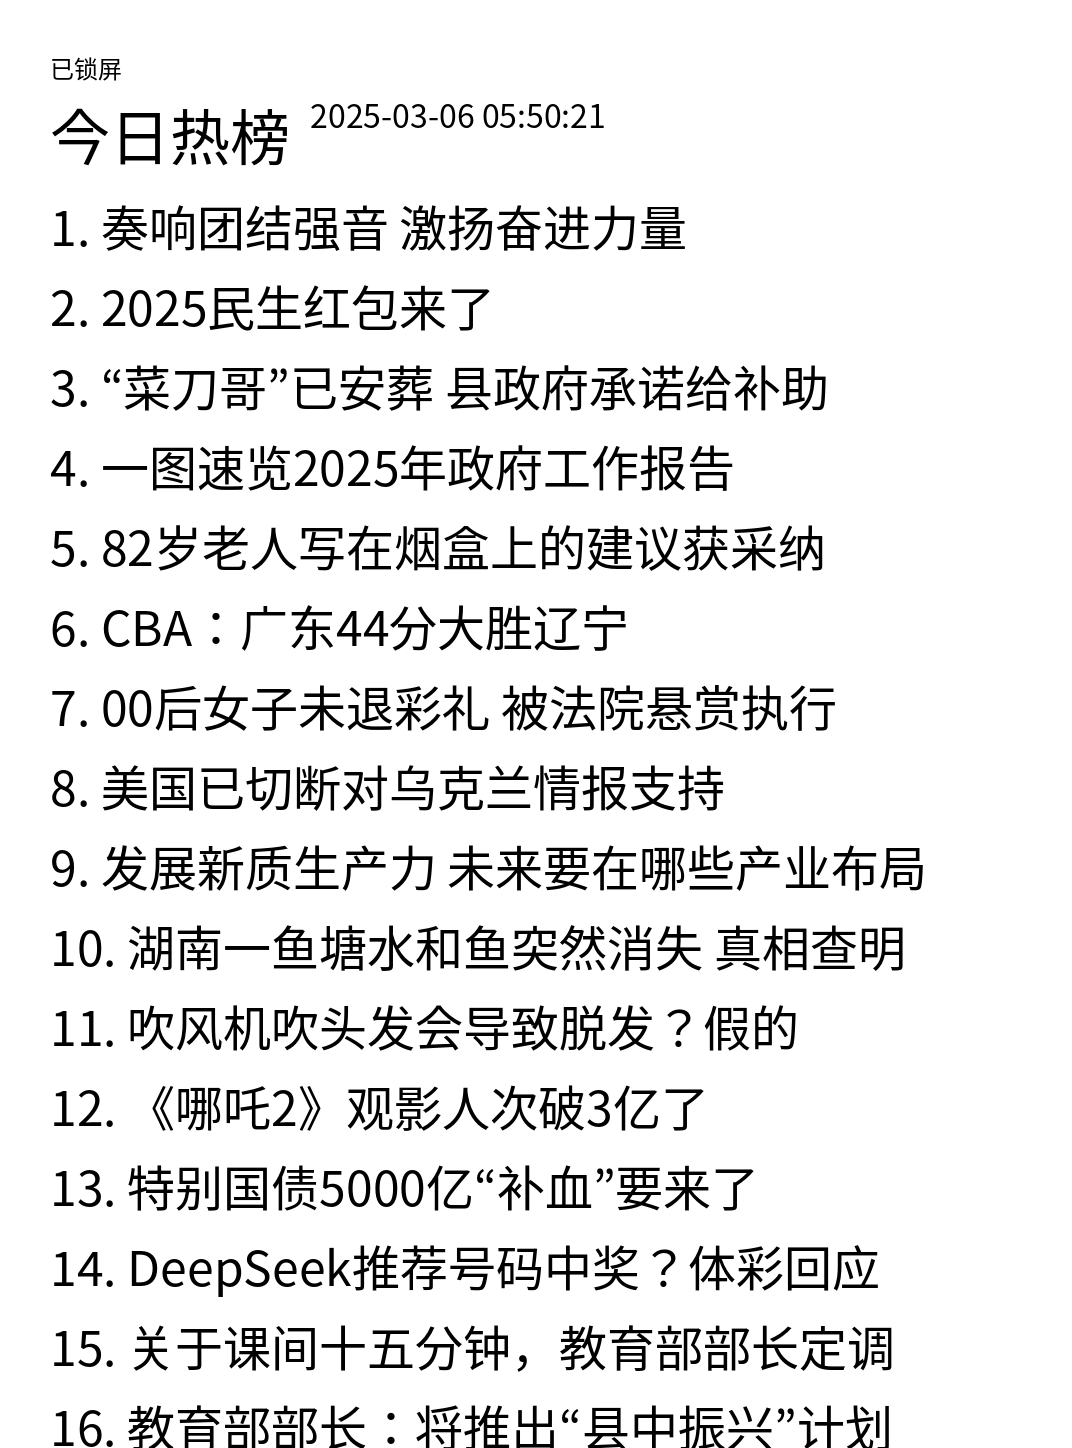 已锁屏
今日热榜 2025-03-06 05:50:21
1. 奏响团结强音 激扬奋进力量
2. 2025民生红包来了
3. “菜刀哥”已安葬 县政府承诺给补助
4. 一图速览2025年政府工作报告
5. 82岁老人写在烟盒上的建议获采纳
6. CBA：广东44分大胜辽宁
7. 00后女子未退彩礼 被法院悬赏执行
8. 美国已切断对乌克兰情报支持
9. 发展新质生产力 未来要在哪些产业布局
10. 湖南一鱼塘水和鱼突然消失 真相查明
11. 吹风机吹头发会导致脱发？假的
12. 《哪吒2》观影人次破3亿了
13. 特别国债5000亿“补血”要来了
14. DeepSeek推荐号码中奖？体彩回应
15. 关于课间十五分钟，教育部部长定调
16. 教育部部长：将推出“县中振兴”计划